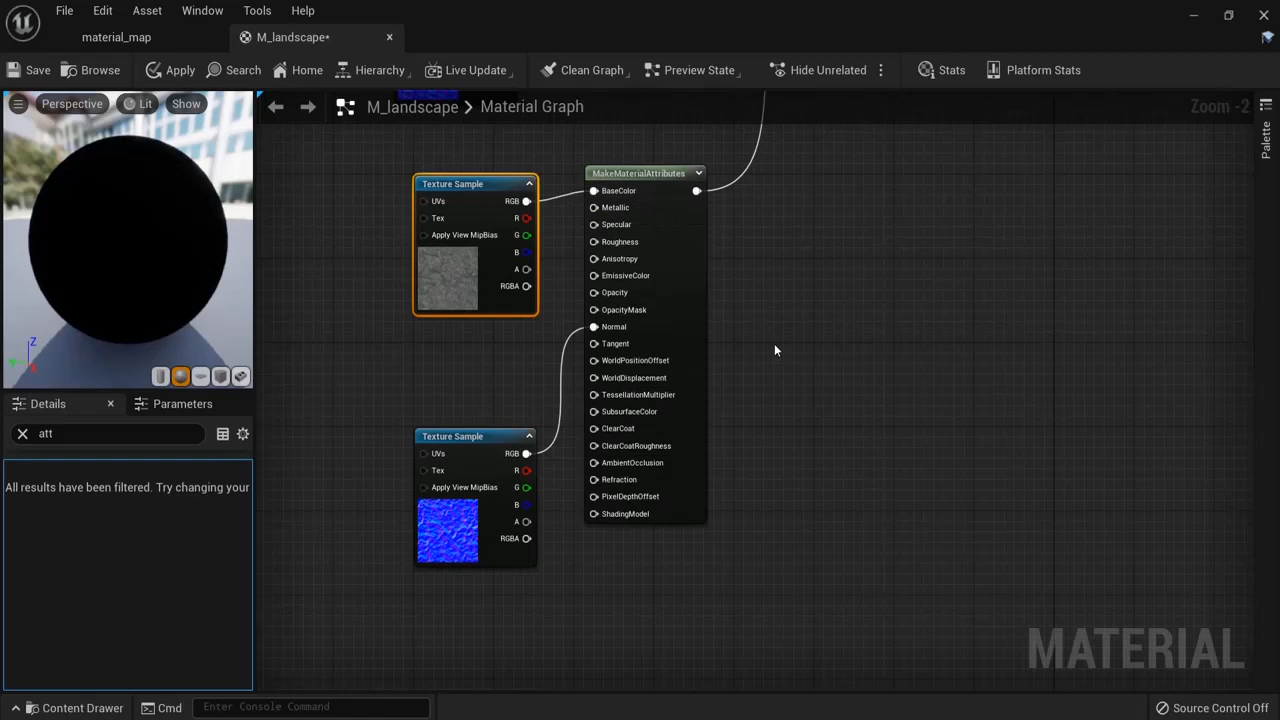 File Edit Asset Window Tools Help
material_map M_landscape*
Save Browse Apply Search Home Hierarchy Live Update Clean Graph Preview State Hide Unrelated Stats Platform Stats
Perspective Lit Show
M_landscape > Material Graph Zoom -2
Palette
Texture Sample
UVs RGB
Tex R
Apply View MipBias G
B
A
RGBA
MakeMaterialAttributes
BaseColor
Metallic
Specular
Roughness
Anisotropy
EmissiveColor
Opacity
OpacityMask
Normal
Tangent
WorldPositionOffset
WorldDisplacement
TessellationMultiplier
SubsurfaceColor
ClearCoat
ClearCoatRoughness
AmbientOcclusion
Refraction
PixelDepthOffset
ShadingModel
Texture Sample
UVs RGB
Tex R
Apply View MipBias G
B
A
RGBA
Z
Details Parameters
att
All results have been filtered. Try changing your
MATERIAL
Content Drawer Cmd Enter Console Command Source Control Off